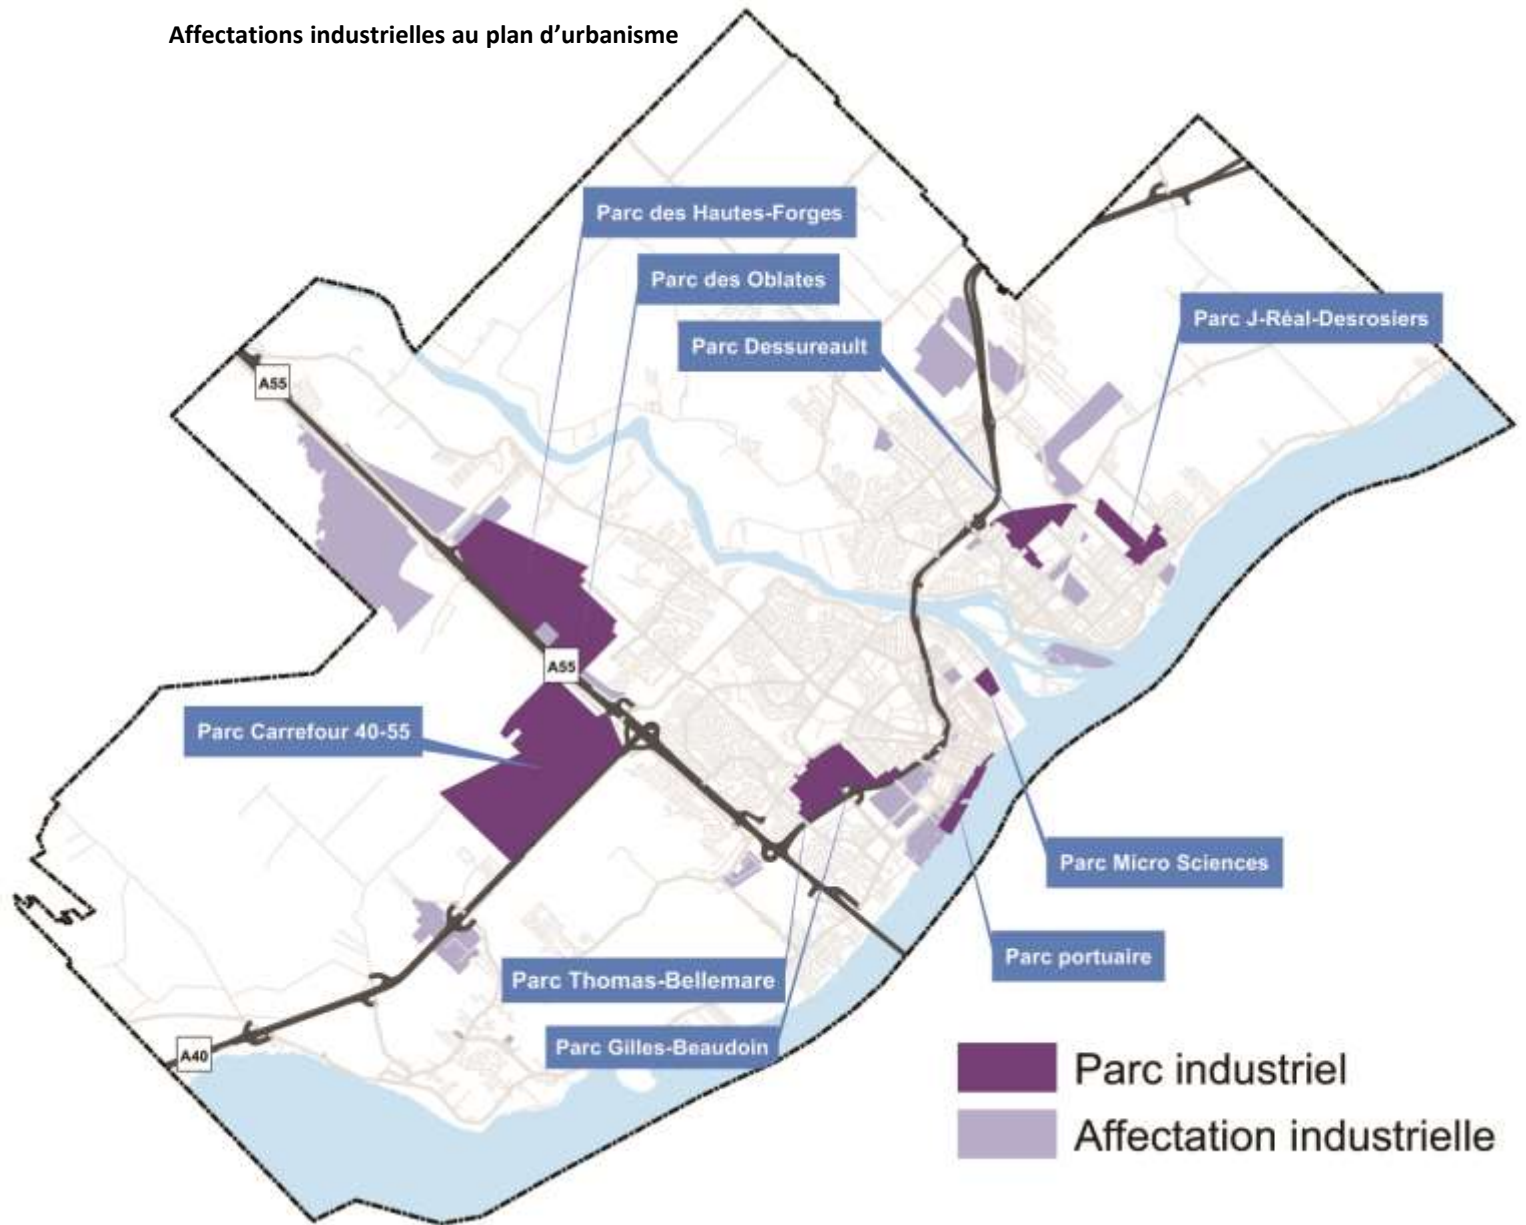 Affectations industrielles au plan d'urbanisme
Parc des Hautes-Forges
Parc des Oblates
Parc Dessureault
Parc J-Réal-Desrosiers
A55
A55
Parc Carrefour 40-55
Parc Micro Sciences
Parc portuaire
Parc Thomas-Bellemare
Parc Gilles-Beaudoin
A40
Parc industriel
Affectation industrielle